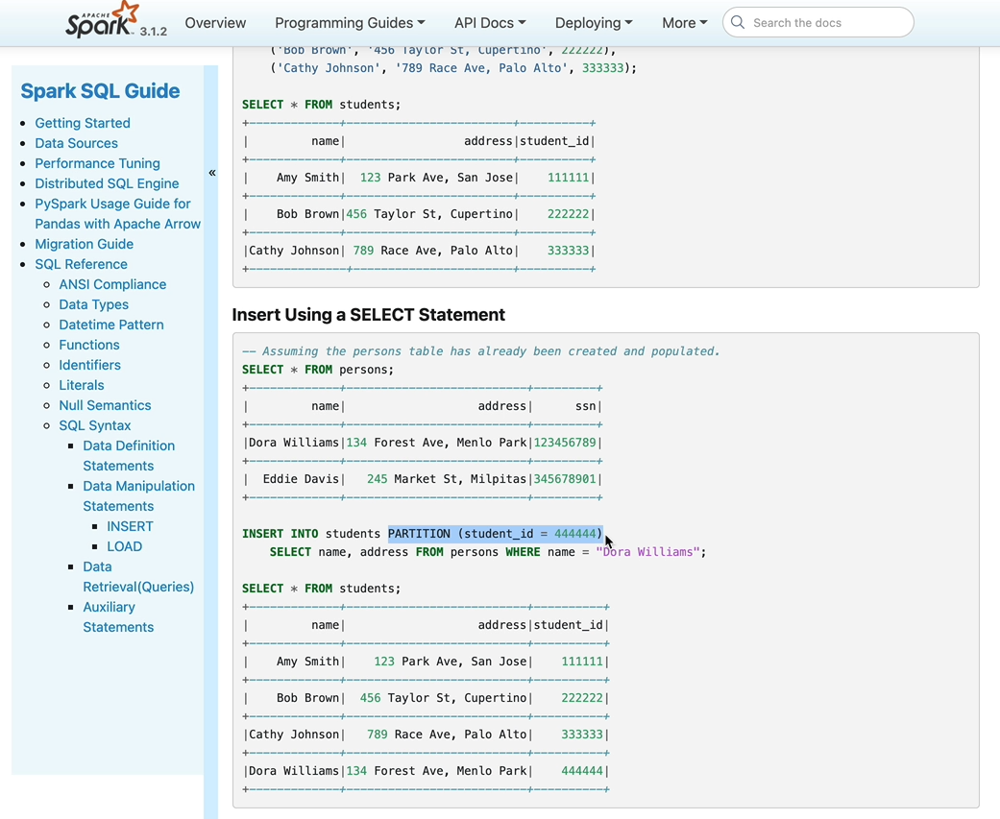 APACHE
Spark 3.1.2 Overview Programming Guides API Docs Deploying More Search the docs
Spark SQL Guide
Getting Started
Data Sources
Performance Tuning
Distributed SQL Engine
PySpark Usage Guide for
Pandas with Apache Arrow
Migration Guide
SQL Reference
ANSI Compliance
Data Types
Datetime Pattern
Functions
Identifiers
Literals
Null Semantics
SQL Syntax
Data Definition
Statements
Data Manipulation
Statements
INSERT
LOAD
Data
Retrieval(Queries)
Auxiliary
Statements
«
('Bob Brown', '456 Taylor St, Cupertino', 222222),
('Cathy Johnson', '789 Race Ave, Palo Alto', 333333);
SELECT * FROM students;
+-------------+------------------------+----------+
|         name|                 address|student_id|
+-------------+------------------------+----------+
|    Amy Smith|  123 Park Ave, San Jose|    111111|
+-------------+------------------------+----------+
|    Bob Brown|456 Taylor St, Cupertino|    222222|
+-------------+------------------------+----------+
|Cathy Johnson| 789 Race Ave, Palo Alto|    333333|
+--------------+-----------------------+----------+
Insert Using a SELECT Statement
-- Assuming the persons table has already been created and populated.
SELECT * FROM persons;
+-------------+--------------------------+---------+
|         name|                   address|      ssn|
+-------------+--------------------------+---------+
|Dora Williams|134 Forest Ave, Menlo Park|123456789|
+-------------+--------------------------+---------+
|  Eddie Davis|   245 Market St, Milpitas|345678901|
+-------------+--------------------------+---------+
INSERT INTO students PARTITION (student_id = 444444)
SELECT name, address FROM persons WHERE name = "Dora Williams";
SELECT * FROM students;
+-------------+--------------------------+----------+
|         name|                   address|student_id|
+-------------+--------------------------+----------+
|    Amy Smith|    123 Park Ave, San Jose|    111111|
+-------------+--------------------------+----------+
|    Bob Brown|  456 Taylor St, Cupertino|    222222|
+-------------+--------------------------+----------+
|Cathy Johnson|   789 Race Ave, Palo Alto|    333333|
+-------------+--------------------------+----------+
|Dora Williams|134 Forest Ave, Menlo Park|    444444|
+-------------+--------------------------+----------+